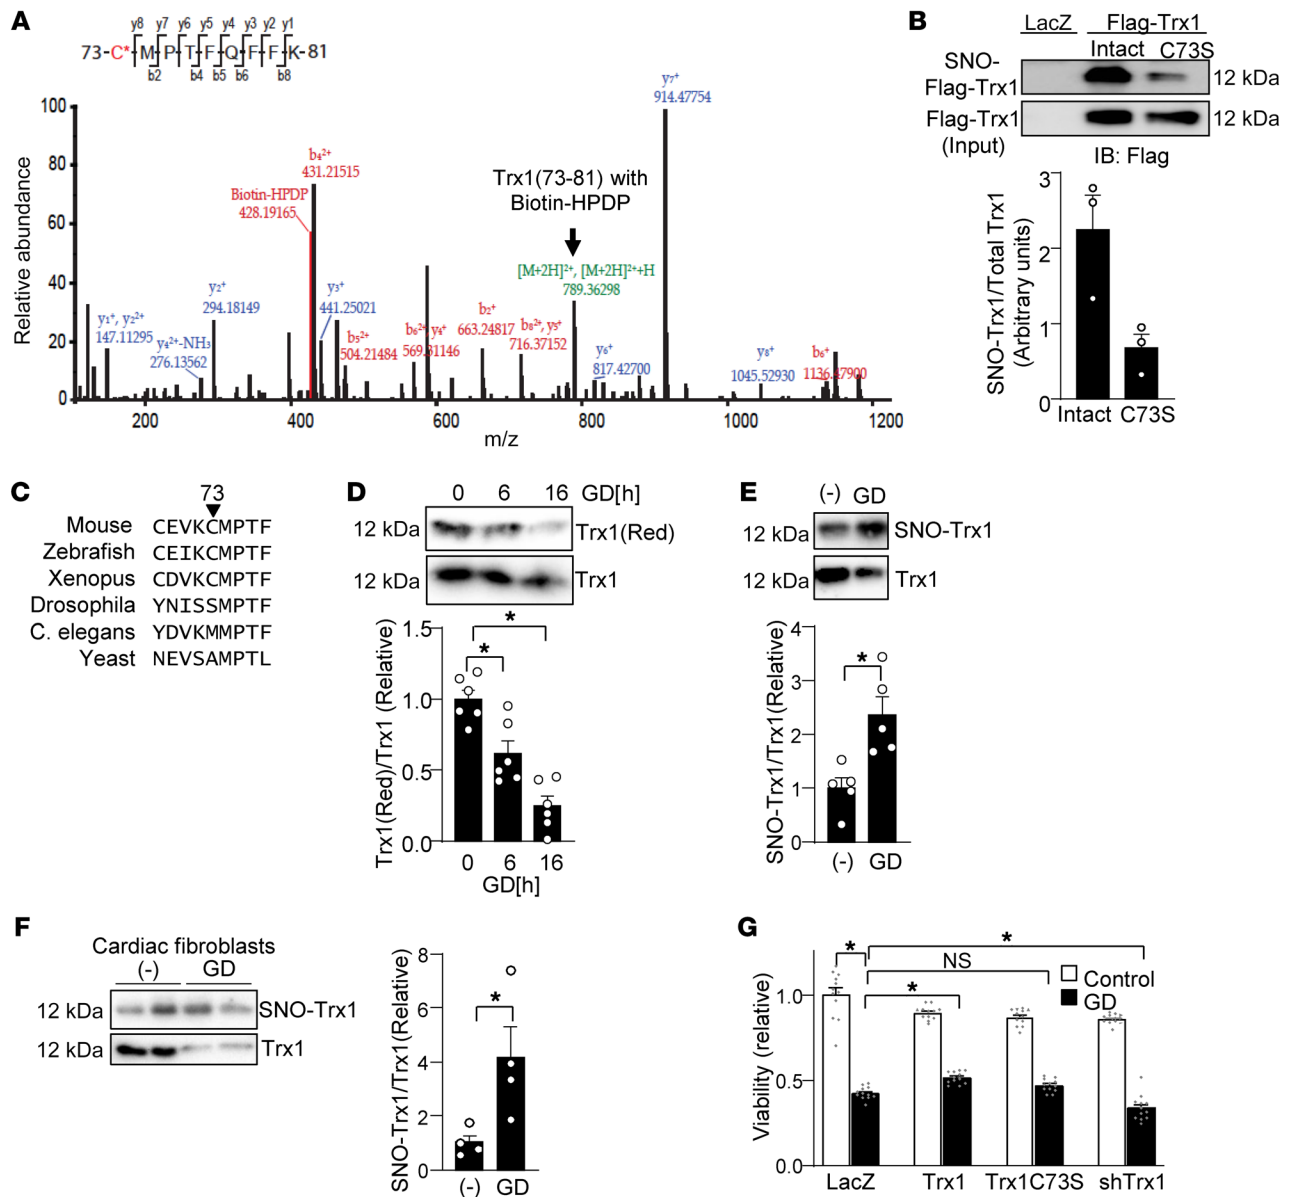 A
y8 y7 y6 y5 y4 y3 y2 y1
73-C*MPTFQFFK-81
b2 b4 b5 b6 b8
Relative abundance
100
80
60
40
20
0
y₇⁺
914.47754
b₄²⁺
431.21515
Biotin-HPDP
428.19165
Trx1(73-81) with
Biotin-HPDP
[M+2H]²⁺, [M+2H]²⁺+H
789.36298
y₂⁺
294.18149
y₃⁺
441.25021
y₁⁺, y₂²⁺
147.11295
y₄²⁺-NH₃
276.13562
b₅²⁺
504.21484
b₆²⁺ y₄⁺
569.31146
b₂⁺
663.24817
b₈²⁺, y₅⁺
716.37152
y₆⁺
817.42700
y₈⁺
1045.52930
b₆⁺
1136.47900
200 400 600 800 1000 1200
m/z
B
LacZ Flag-Trx1
Intact C73S
SNO-
Flag-Trx1
12 kDa
Flag-Trx1
(Input)
12 kDa
IB: Flag
SNO-Trx1/Total Trx1
(Arbitrary units)
3
2
1
0
Intact C73S
C
73
Mouse CEVKCMPTF
Zebrafish CEIKCMPTF
Xenopus CDVKCMPTF
Drosophila YNISSMPTF
C. elegans YDVKMMPTF
Yeast NEVSAMPTL
D
0 6 16 GD[h]
12 kDa Trx1(Red)
12 kDa Trx1
Trx1(Red)/Trx1 (Relative)
1.5
1.0
0.5
0.0
*
*
0 6 16
GD[h]
E
(-) GD
12 kDa SNO-Trx1
12 kDa Trx1
SNO-Trx1/Trx1(Relative)
4
3
2
1
0
*
(-) GD
F
Cardiac fibroblasts
(-) GD
12 kDa SNO-Trx1
12 kDa Trx1
SNO-Trx1/Trx1(Relative)
8
6
4
2
0
*
(-) GD
G
Viability (relative)
1.0
0.5
0.0
*
*
NS
*
Control
GD
LacZ Trx1 Trx1C73S shTrx1